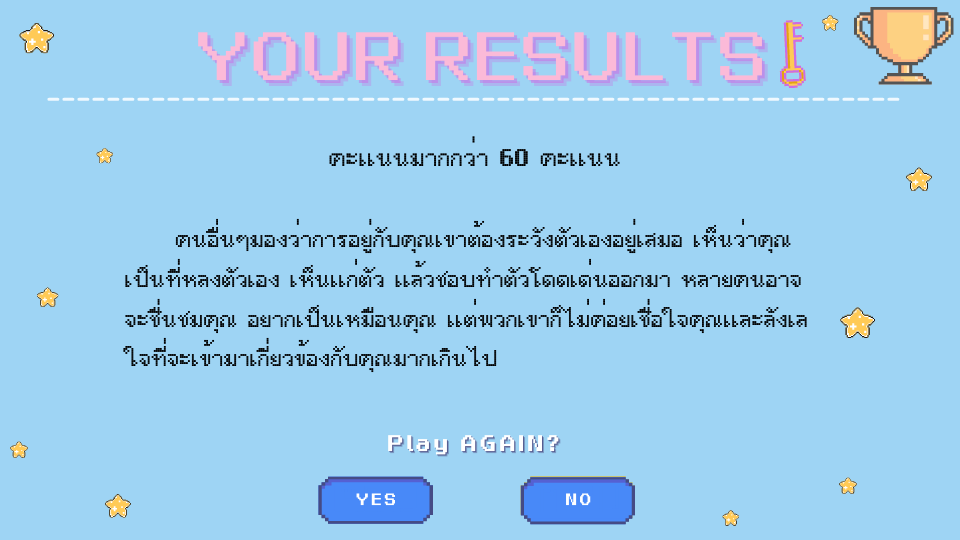 YOUR RESULTS
คะแนนมากกว่า 60 คะแนน
คนอื่นๆมองว่าการอยู่กับคุณเขาต้องระวังตัวเองอยู่เสมอ เห็นว่าคุณ
เป็นที่หลงตัวเอง เห็นแก่ตัว แล้วชอบทำตัวโดดเด่นออกมา หลายคนอาจ
จะชื่นชมคุณ อยากเป็นเหมือนคุณ แต่พวกเขาก็ไม่ค่อยเชื่อใจคุณและลังเล
ใจที่จะเข้ามาเกี่ยวข้องกับคุณมากเกินไป
Play AGAIN?
YES NO